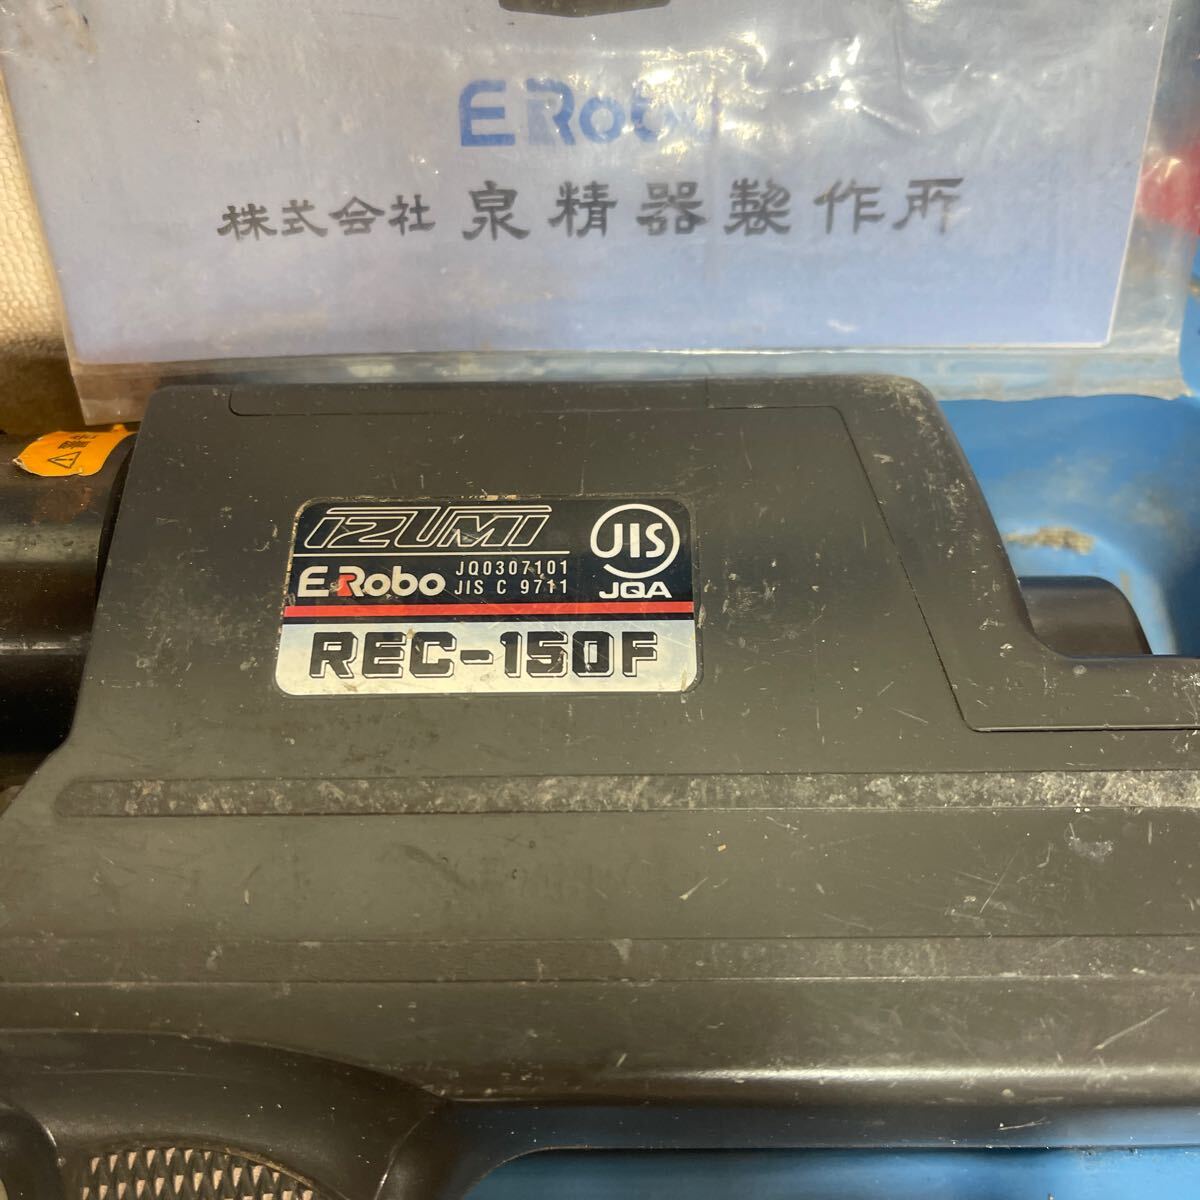 E Robo
株式会社 泉精器製作所
IZUMI
E Robo
JQ0307101
JIS C 9711
JIS
JQA
REC-150F